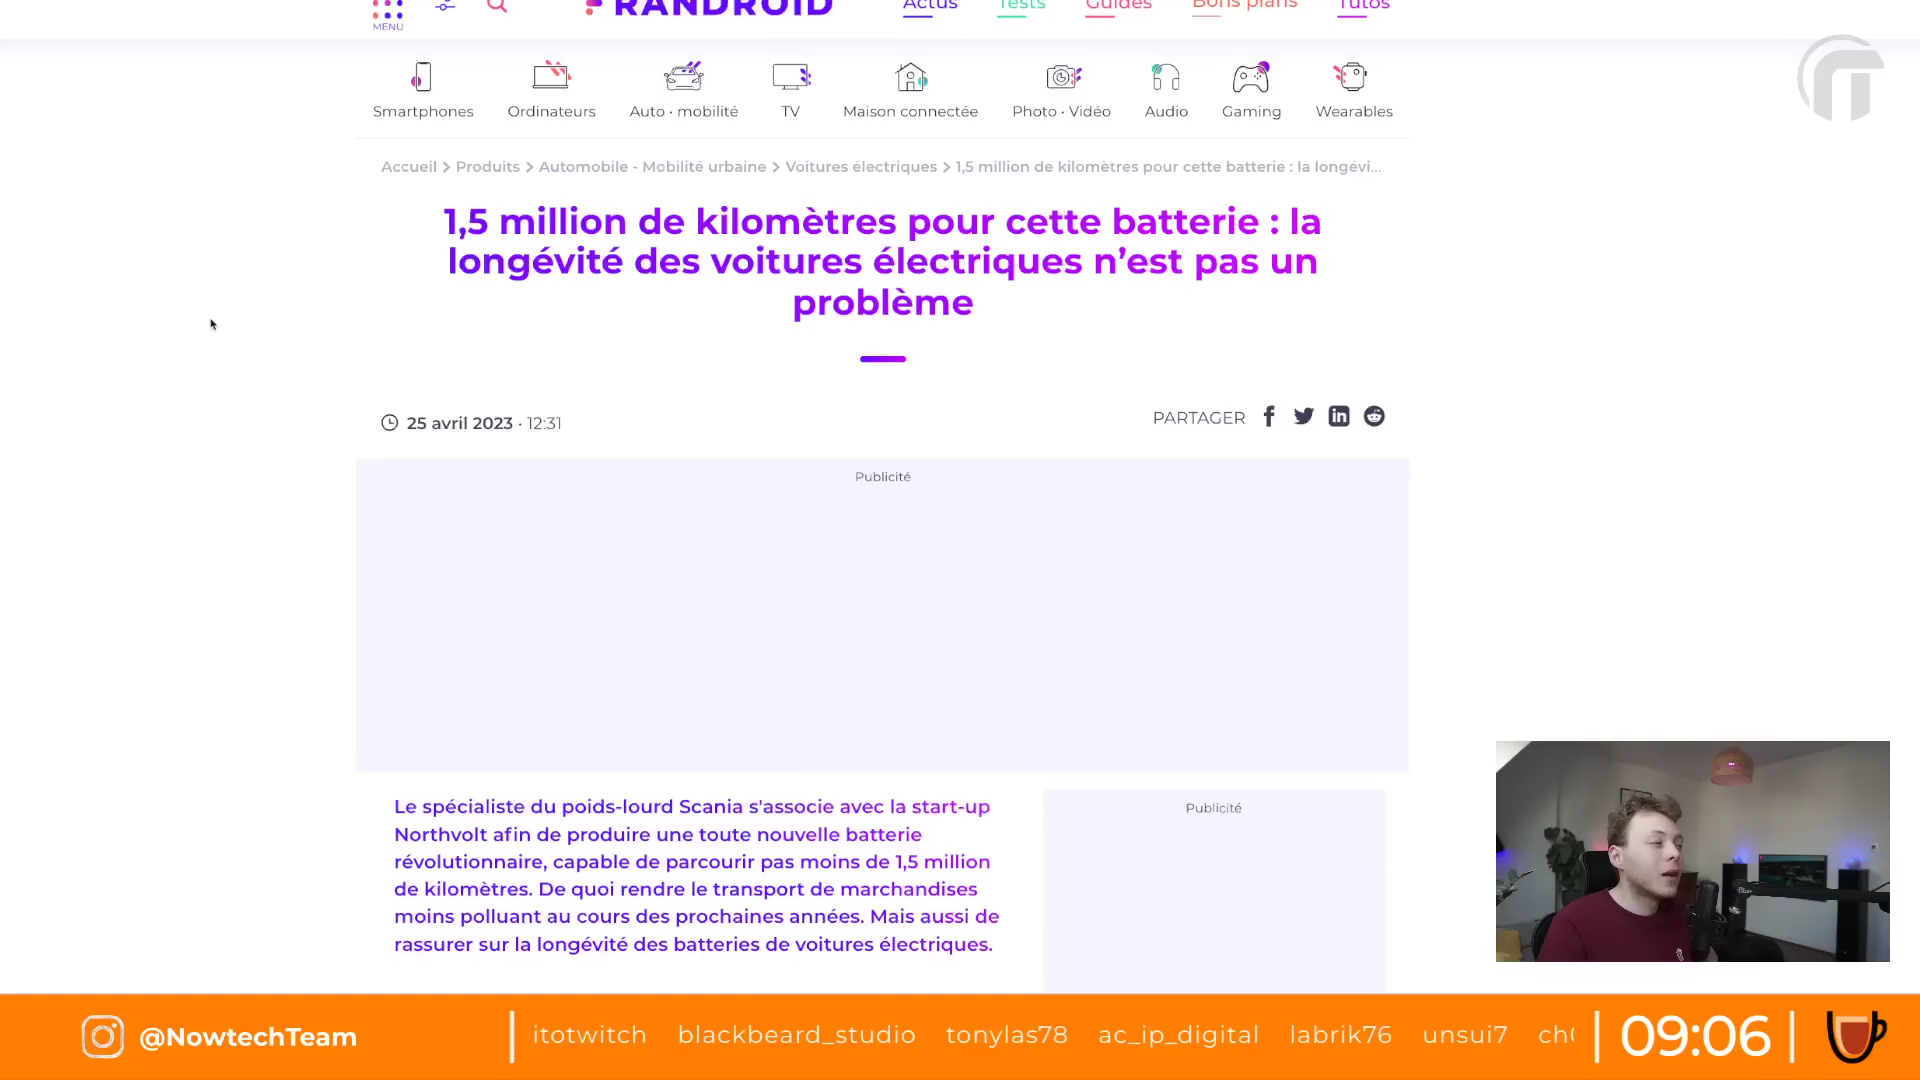 MENU
FRANDROID
Actus
Tests
Guides
Bons plans
Tutos
Smartphones
Ordinateurs
Auto • mobilité
TV
Maison connectée
Photo • Vidéo
Audio
Gaming
Wearables
Accueil > Produits > Automobile - Mobilité urbaine > Voitures électriques > 1,5 million de kilomètres pour cette batterie : la longévi...
1,5 million de kilomètres pour cette batterie : la
longévité des voitures électriques n’est pas un
problème
25 avril 2023 • 12:31
PARTAGER
Publicité
Le spécialiste du poids-lourd Scania s'associe avec la start-up
Northvolt afin de produire une toute nouvelle batterie
révolutionnaire, capable de parcourir pas moins de 1,5 million
de kilomètres. De quoi rendre le transport de marchandises
moins polluant au cours des prochaines années. Mais aussi de
rassurer sur la longévité des batteries de voitures électriques.
Publicité
@NowtechTeam
itotwitch blackbeard_studio tonylas78 ac_ip_digital labrik76 unsui7
09:06